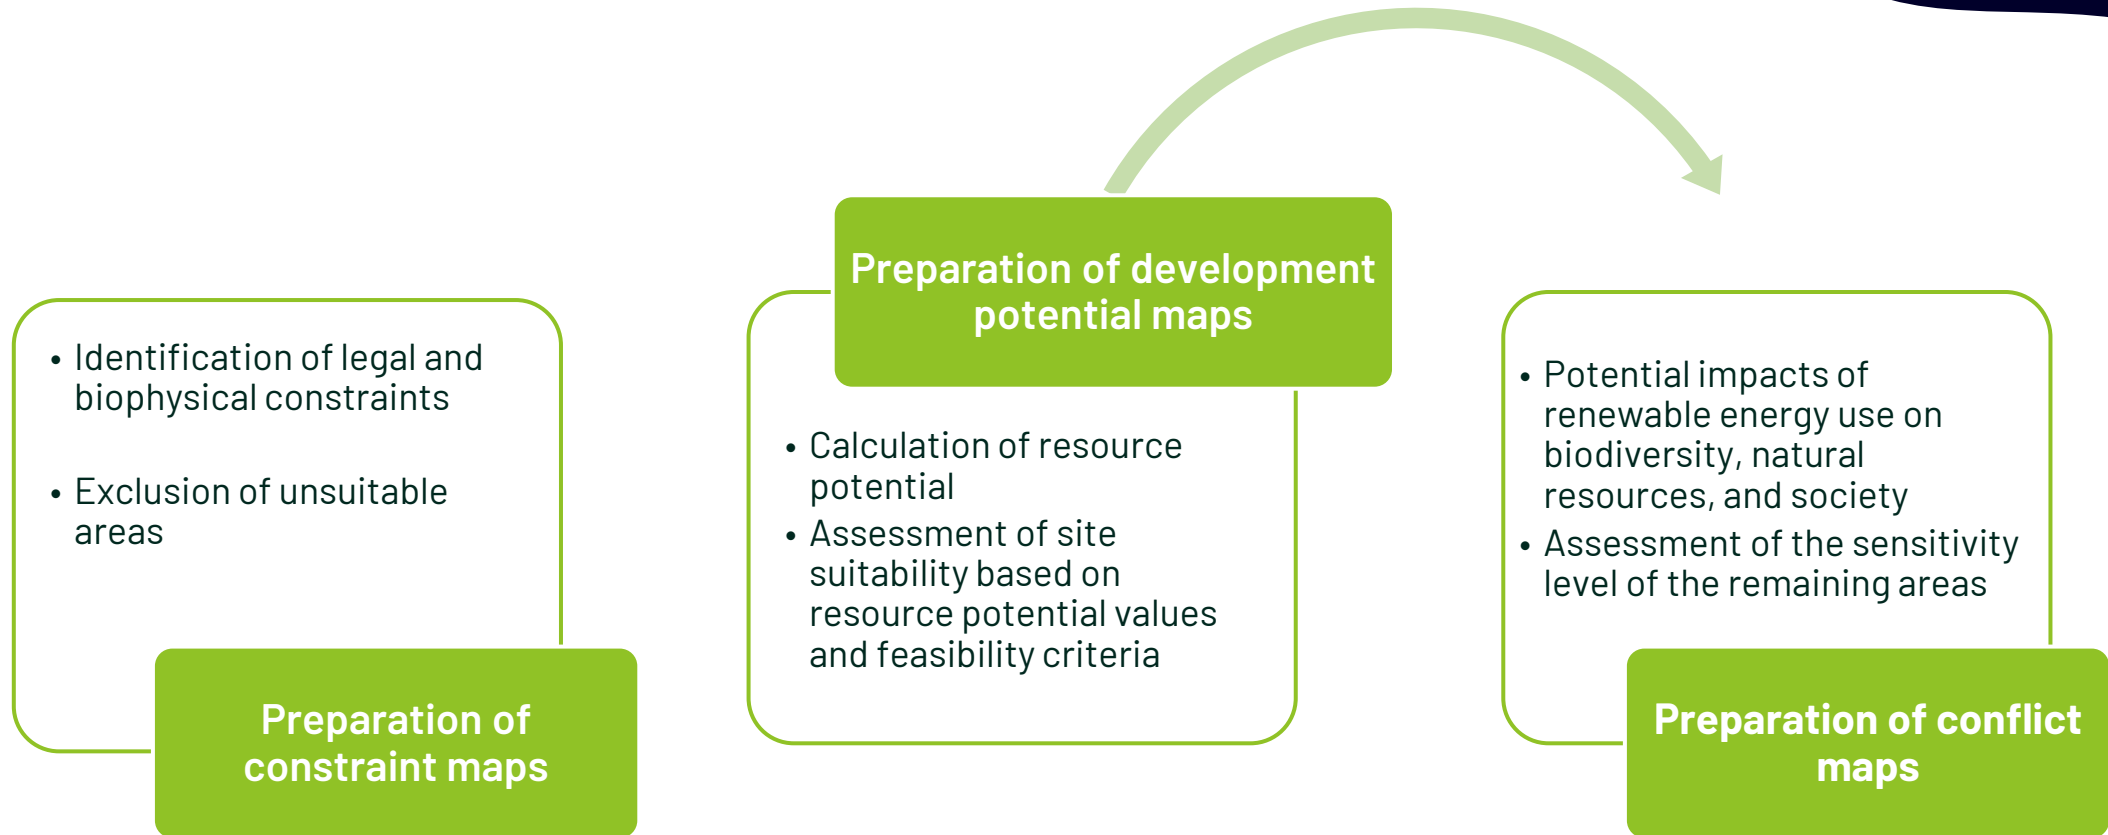 • Identification of legal and
biophysical constraints
• Exclusion of unsuitable
areas
Preparation of
constraint maps
Preparation of development
potential maps
• Calculation of resource
potential
• Assessment of site
suitability based on
resource potential values
and feasibility criteria
• Potential impacts of
renewable energy use on
biodiversity, natural
resources, and society
• Assessment of the sensitivity
level of the remaining areas
Preparation of conflict
maps